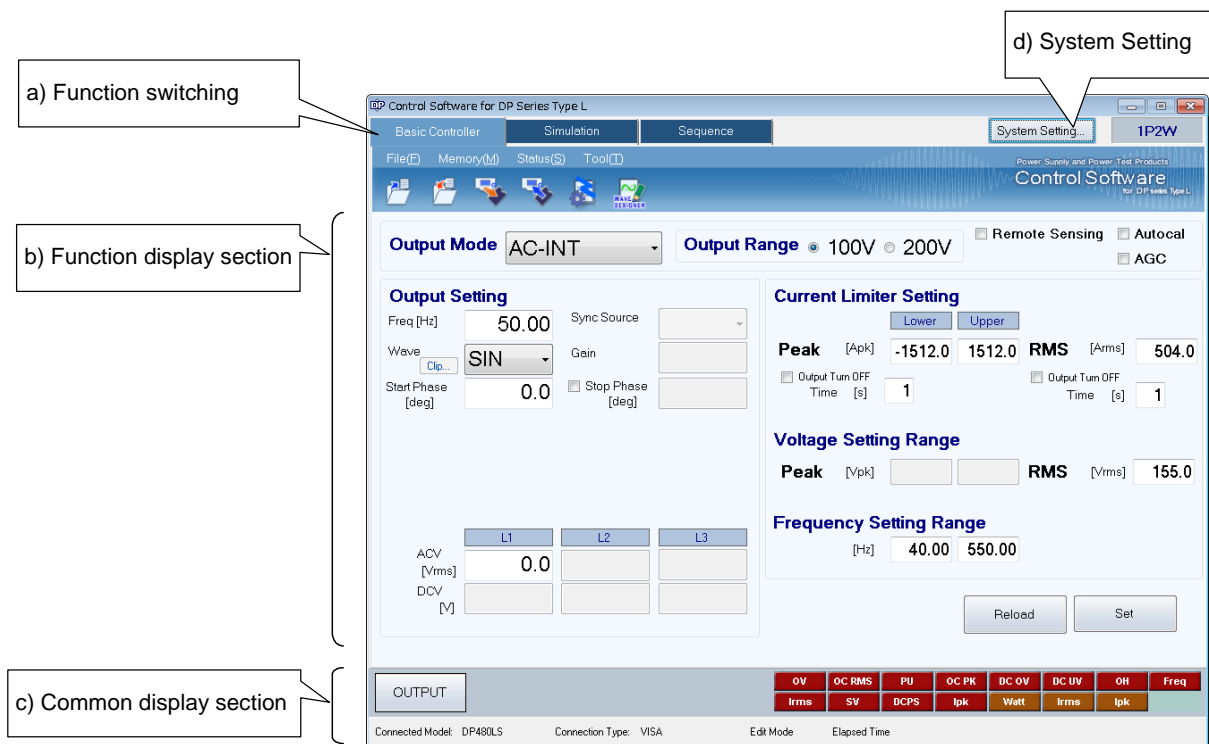 d) System Setting
a) Function switching
DP Control Software for DP Series Type L
Basic Controller Simulation Sequence System Setting... 1P2W
File(F) Memory(M) Status(S) Tool(T)
Power Supply and Power Test Products
Control Software
for DP series Type L
WAVE
DESIGNER
b) Function display section
Output Mode AC-INT Output Range 100V 200V Remote Sensing Autocal
AGC
Output Setting
Freq [Hz] 50.00 Sync Source
Wave Clip... SIN Gain
Start Phase 0.0 Stop Phase
[deg] [deg]
L1 L2 L3
ACV
[Vrms] 0.0
DCV
[V]
Current Limiter Setting
Lower Upper
Peak [Apk] -1512.0 1512.0 RMS [Arms] 504.0
Output Turn OFF Output Turn OFF
Time [s] 1 Time [s] 1
Voltage Setting Range
Peak [Vpk] RMS [Vrms] 155.0
Frequency Setting Range
[Hz] 40.00 550.00
Reload Set
c) Common display section
OUTPUT
OV OC RMS PU OC PK DC OV DC UV OH Freq
Irms SV DCPS Ipk Watt Irms Ipk
Connected Model: DP480LS Connection Type: VISA Edit Mode Elapsed Time